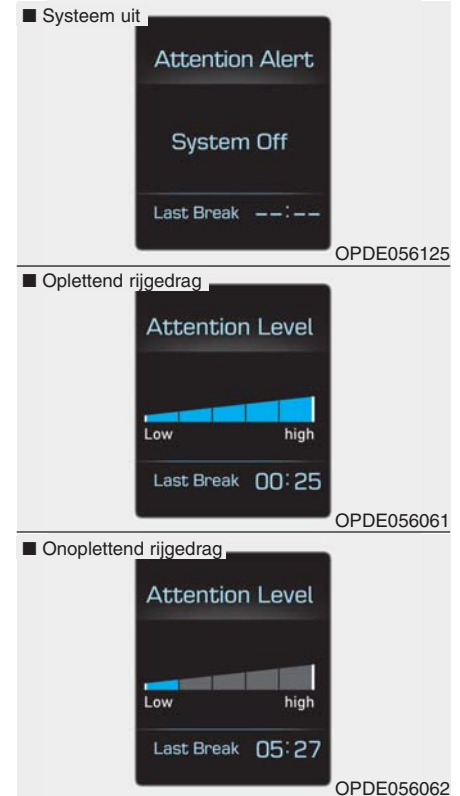 ■ Systeem uit
Attention Alert
System Off
Last Break --:--
OPDE056125
■ Oplettend rijgedrag
Attention Level
Low high
Last Break 00:25
OPDE056061
■ Onoplettend rijgedrag
Attention Level
Low high
Last Break 05:27
OPDE056062